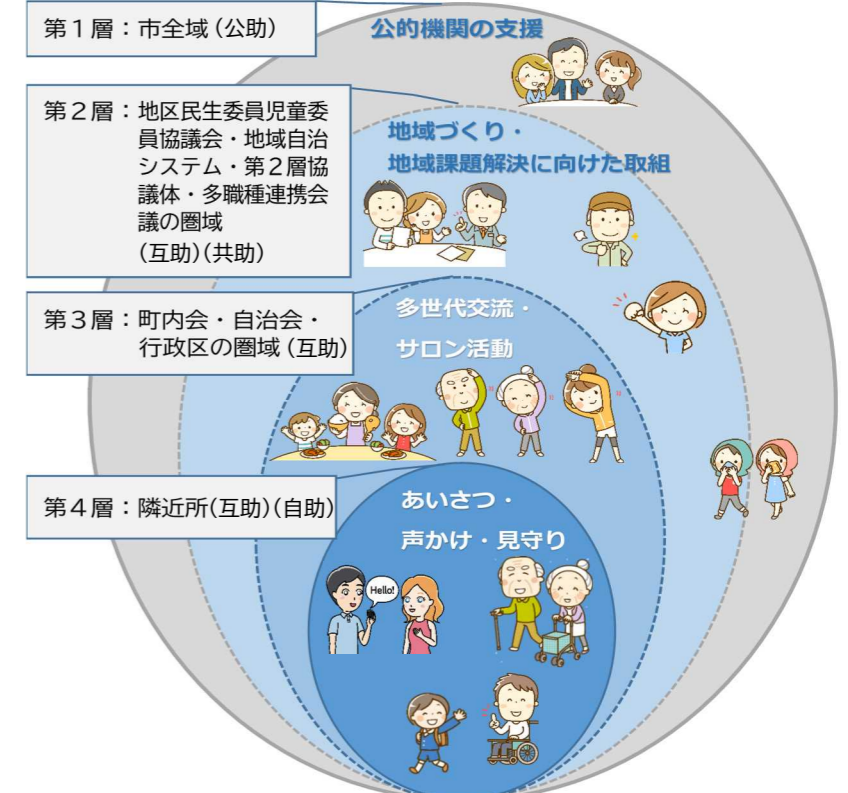 第１層：市全域（公助）
公的機関の支援
第２層：地区民生委員児童委
員協議会・地域自治
システム・第２層協
議体・多職種連携会
議の圏域
（互助）（共助）
地域づくり・
地域課題解決に向けた取組
第３層：町内会・自治会・
行政区の圏域（互助）
多世代交流・
サロン活動
第４層：隣近所（互助）（自助）
あいさつ・
声かけ・見守り
Hello!